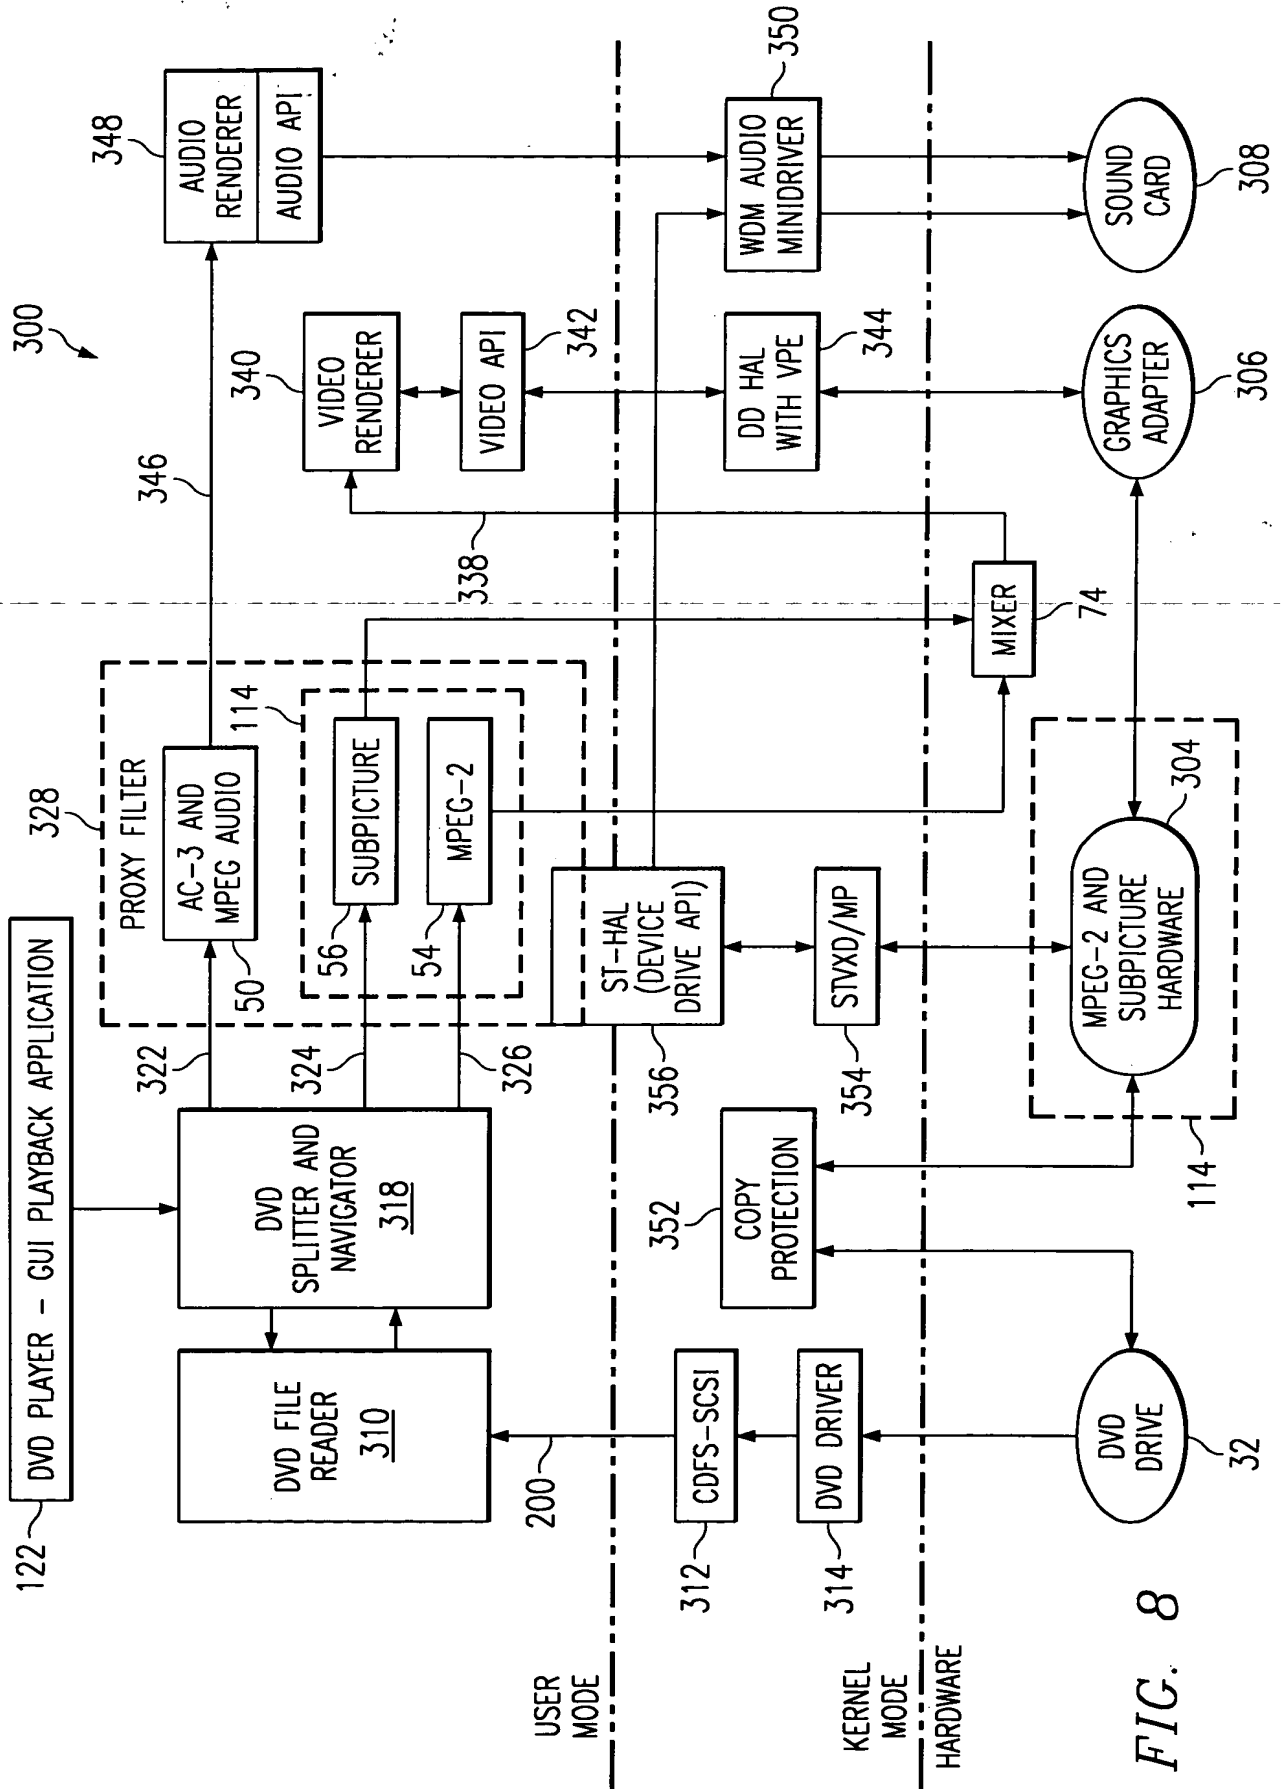 122
DVD PLAYER - GUI PLAYBACK APPLICATION
300
328
PROXY FILTER
348
AUDIO
RENDERER
AUDIO API
322
AC-3 AND
MPEG AUDIO
50
346
DVD FILE
READER
310
DVD
SPLITTER AND
NAVIGATOR
318
324
326
114
56
SUBPICTURE
54
MPEG-2
340
VIDEO
RENDERER
VIDEO API
342
338
200
USER
MODE
312
CDFS-SCSI
314
DVD DRIVER
352
COPY
PROTECTION
356
ST-HAL
(DEVICE
DRIVE API)
354
STVXD/MP
DD HAL
WITH VPE
344
WDM AUDIO
MINIDRIVER
350
KERNEL
MODE
HARDWARE
MIXER
74
DVD
DRIVE
32
114
MPEG-2 AND
SUBPICTURE
HARDWARE
304
GRAPHICS
ADAPTER
306
SOUND
CARD
308
FIG. 8